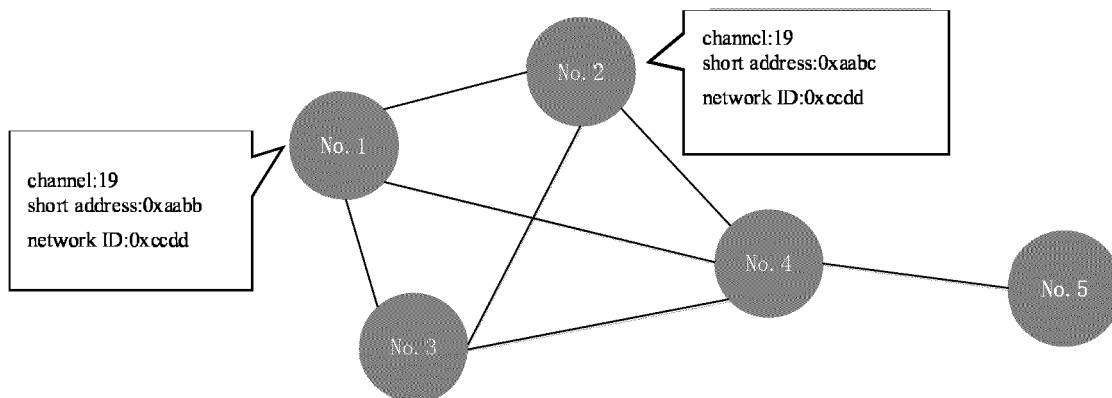 channel:19
short address:0xaabc
network ID:0xccdd
No. 2
No. 1
channel:19
short address:0xaabb
network ID:0xccdd
No. 4
No. 5
No. 3